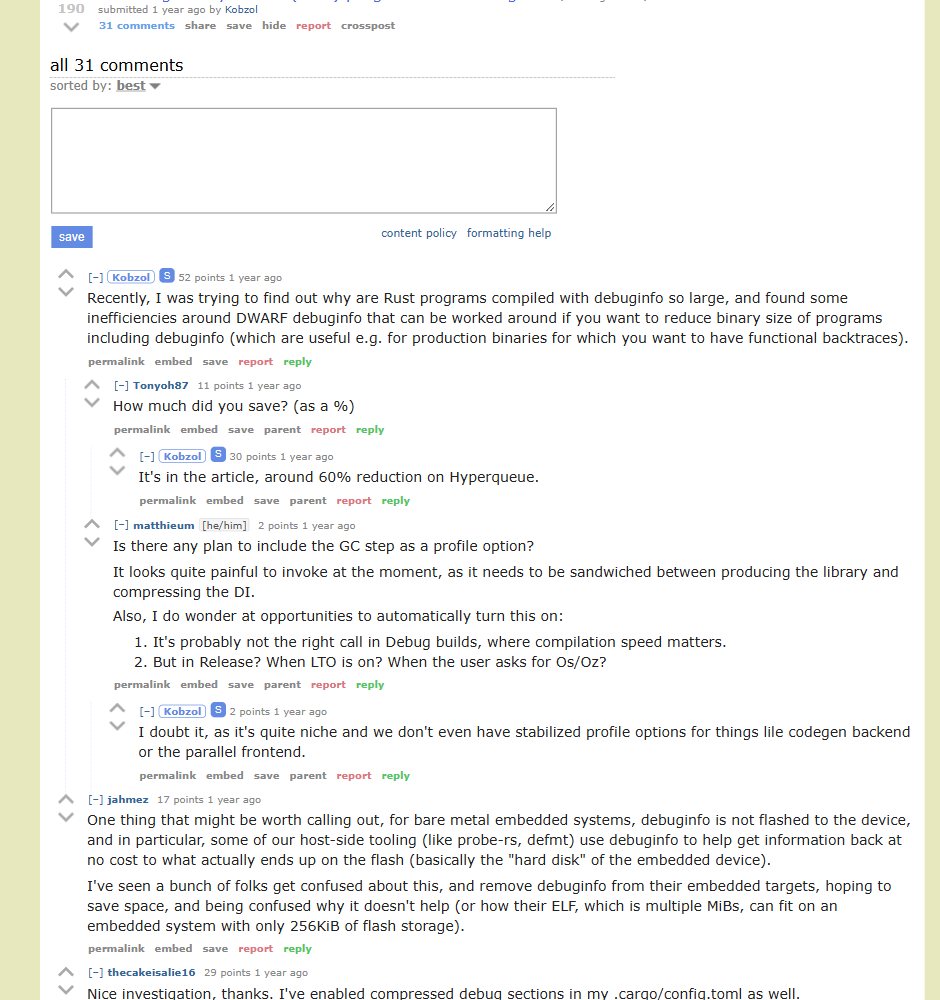 190
submitted 1 year ago by Kobzol
31 comments share save hide report crosspost
all 31 comments
sorted by: best
save
content policy formatting help
[–] Kobzol S 52 points 1 year ago
Recently, I was trying to find out why are Rust programs compiled with debuginfo so large, and found some
inefficiencies around DWARF debuginfo that can be worked around if you want to reduce binary size of programs
including debuginfo (which are useful e.g. for production binaries for which you want to have functional backtraces).
permalink embed save report reply
[–] Tonyoh87 11 points 1 year ago
How much did you save? (as a %)
permalink embed save parent report reply
[–] Kobzol S 30 points 1 year ago
It's in the article, around 60% reduction on Hyperqueue.
permalink embed save parent report reply
[–] matthieum [he/him] 2 points 1 year ago
Is there any plan to include the GC step as a profile option?
It looks quite painful to invoke at the moment, as it needs to be sandwiched between producing the library and
compressing the DI.
Also, I do wonder at opportunities to automatically turn this on:
1. It's probably not the right call in Debug builds, where compilation speed matters.
2. But in Release? When LTO is on? When the user asks for Os/Oz?
permalink embed save parent report reply
[–] Kobzol S 2 points 1 year ago
I doubt it, as it's quite niche and we don't even have stabilized profile options for things lile codegen backend
or the parallel frontend.
permalink embed save parent report reply
[–] jahmez 17 points 1 year ago
One thing that might be worth calling out, for bare metal embedded systems, debuginfo is not flashed to the device,
and in particular, some of our host-side tooling (like probe-rs, defmt) use debuginfo to help get information back at
no cost to what actually ends up on the flash (basically the "hard disk" of the embedded device).
I've seen a bunch of folks get confused about this, and remove debuginfo from their embedded targets, hoping to
save space, and being confused why it doesn't help (or how their ELF, which is multiple MiBs, can fit on an
embedded system with only 256KiB of flash storage).
permalink embed save report reply
[–] thecakeisalie16 29 points 1 year ago
Nice investigation, thanks. I've enabled compressed debug sections in my .cargo/config.toml as well.